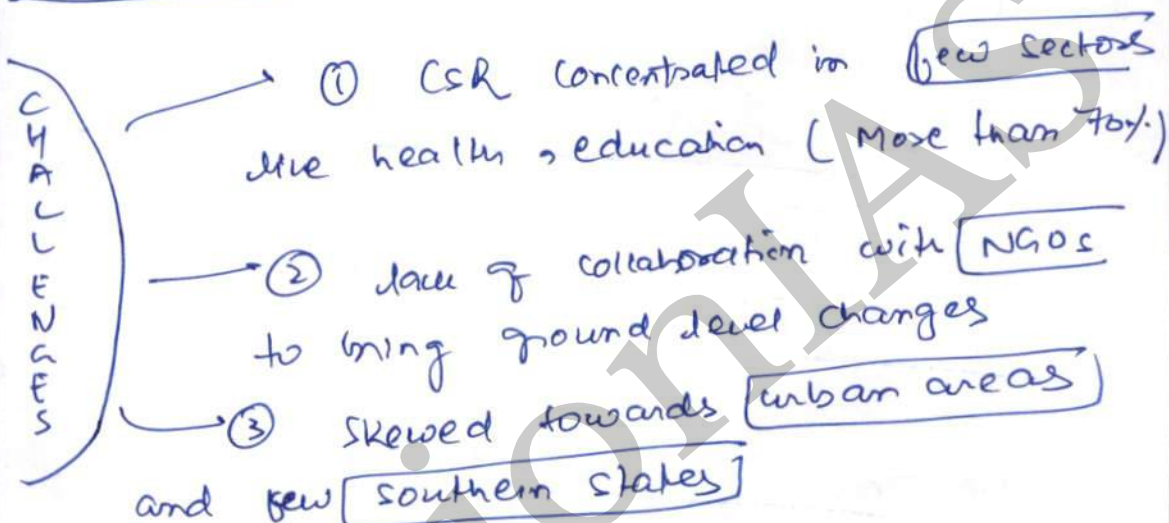 CHALLENGES
① CSR concentrated in few sectors
like health, education (More than 70%)
② lack of collaboration with NGOs
to bring ground level changes
③ skewed towards urban areas
and few southern states
ionIAS